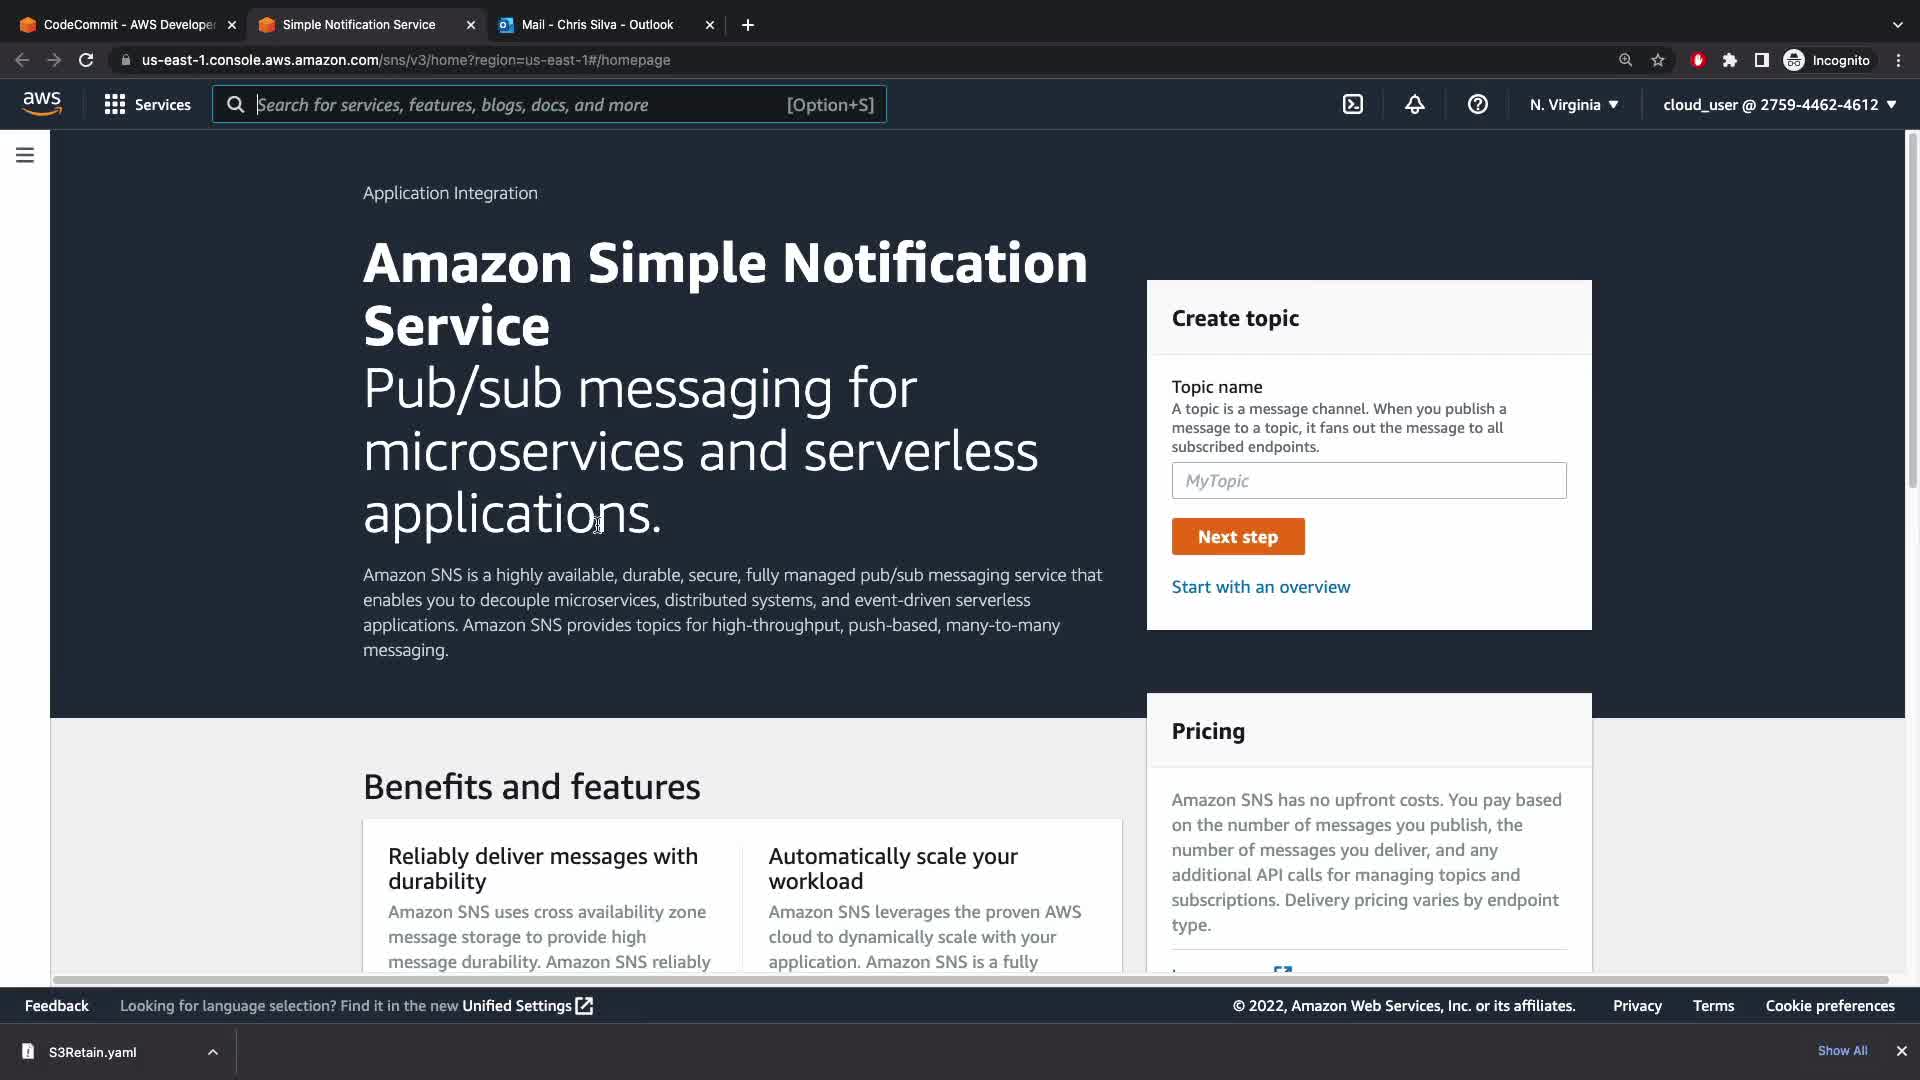 CodeCommit - AWS Develope
Simple Notification Service
Mail - Chris Silva - Outlook
us-east-1.console.aws.amazon.com/sns/v3/home?region=us-east-1#/homepage
Incognito
aws
Services
Search for services, features, blogs, docs, and more
[Option+S]
N. Virginia
cloud_user @ 2759-4462-4612
Application Integration
Amazon Simple Notification
Service
Pub/sub messaging for
microservices and serverless
applications.
Amazon SNS is a highly available, durable, secure, fully managed pub/sub messaging service that
enables you to decouple microservices, distributed systems, and event-driven serverless
applications. Amazon SNS provides topics for high-throughput, push-based, many-to-many
messaging.
Create topic
Topic name
A topic is a message channel. When you publish a
message to a topic, it fans out the message to all
subscribed endpoints.
MyTopic
Next step
Start with an overview
Pricing
Amazon SNS has no upfront costs. You pay based
on the number of messages you publish, the
number of messages you deliver, and any
additional API calls for managing topics and
subscriptions. Delivery pricing varies by endpoint
type.
Benefits and features
Reliably deliver messages with
durability
Amazon SNS uses cross availability zone
message storage to provide high
message durability. Amazon SNS reliably
Automatically scale your
workload
Amazon SNS leverages the proven AWS
cloud to dynamically scale with your
application. Amazon SNS is a fully
Feedback
Looking for language selection? Find it in the new Unified Settings
© 2022, Amazon Web Services, Inc. or its affiliates.
Privacy
Terms
Cookie preferences
S3Retain.yaml
Show All